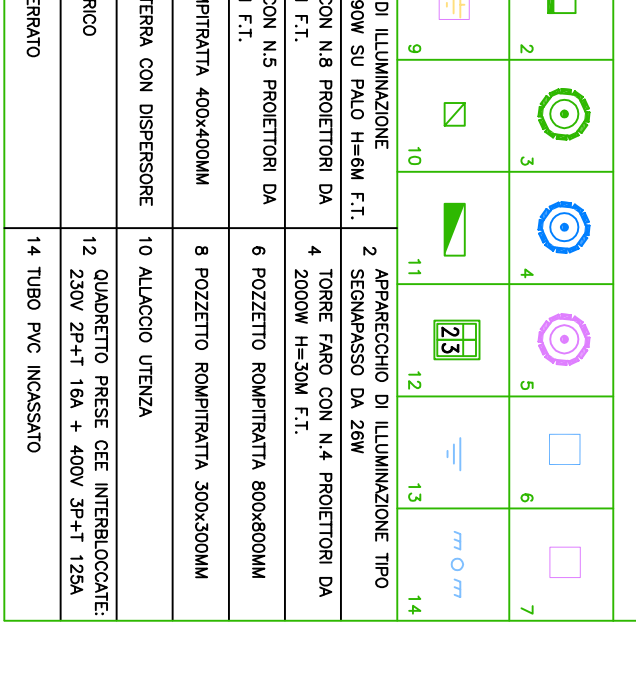 2 3 4 5 6 7
9 10 11 12 13 14
23
DI ILLUMINAZIONE
90W SU PALO H=6M F.T.
2 APPARECCHIO DI ILLUMINAZIONE TIPO
SEGNAPASSO DA 26W
CON N.8 PROIETTORI DA
F.T.
4 TORRE FARO CON N.4 PROIETTORI DA
2000W H=30M F.T.
CON N.5 PROIETTORI DA
F.T.
6 POZZETTO ROMPITRATTA 800x800MM
MPITRATTA 400x400MM
8 POZZETTO ROMPITRATTA 300x300MM
TERRA CON DISPERSORE
10 ALLACCIO UTENZA
RICO
12 QUADRETTO PRESE CEE INTERBLOCCATE:
230V 2P+T 16A + 400V 3P+T 125A
ERRATO
14 TUBO PVC INCASSATO